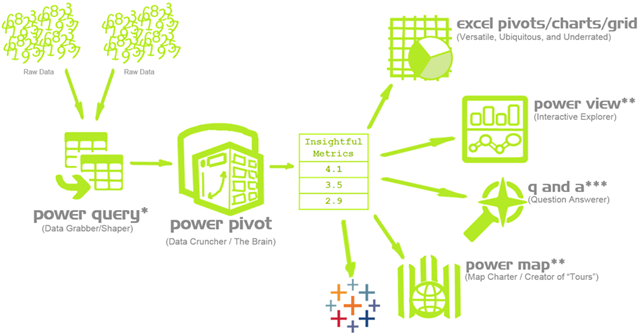 Raw Data
Raw Data
power query*
(Data Grabber/Shaper)
power pivot
(Data Cruncher / The Brain)
Insightful
Metrics
4.1
3.5
2.9
excel pivots/charts/grid
(Versatile, Ubiquitous, and Underrated)
power view**
(Interactive Explorer)
q and a***
(Question Answerer)
power map**
(Map Charter / Creator of "Tours")